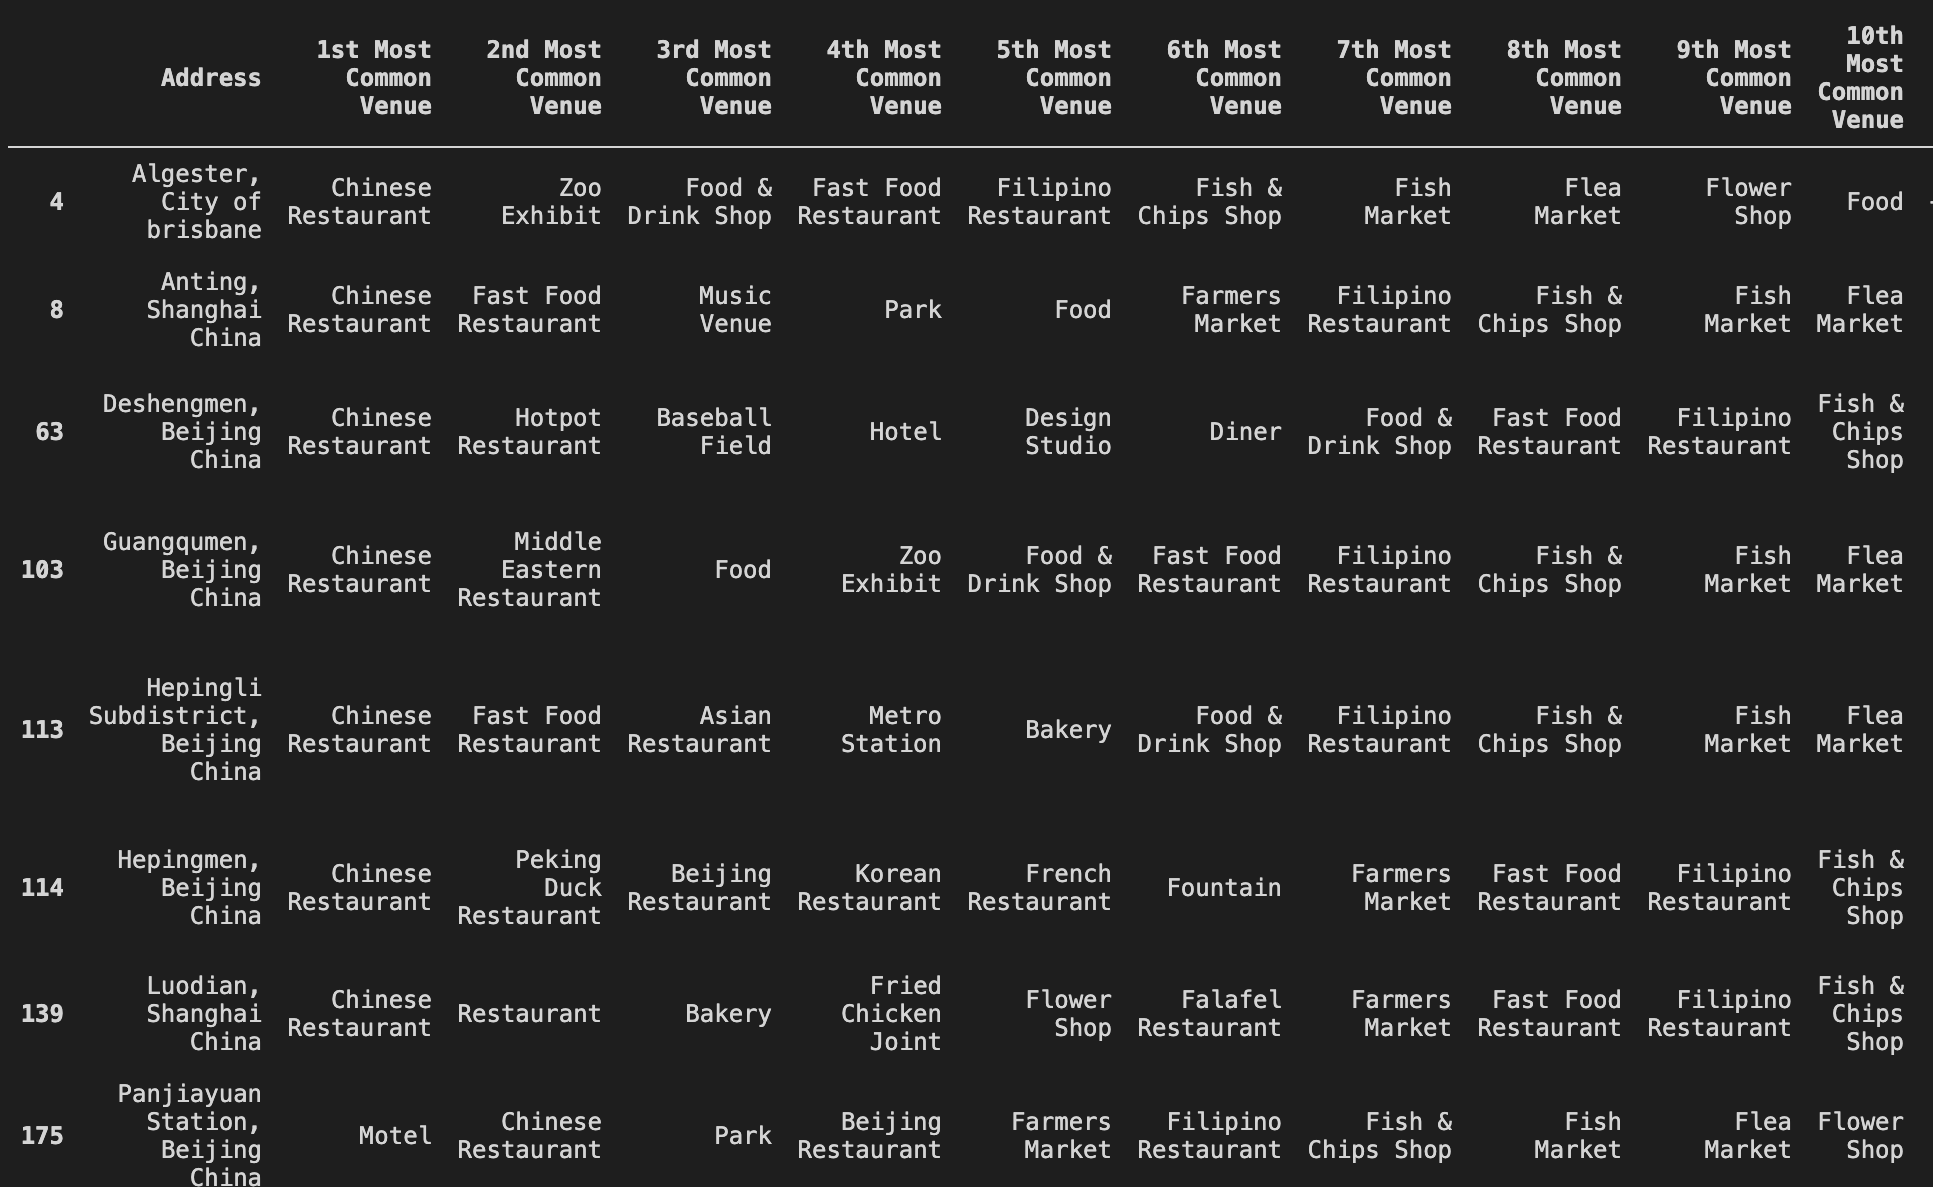 Address 1st Most Common Venue 2nd Most Common Venue 3rd Most Common Venue 4th Most Common Venue 5th Most Common Venue 6th Most Common Venue 7th Most Common Venue 8th Most Common Venue 9th Most Common Venue 10th Most Common Venue
4 Algester, City of brisbane Chinese Restaurant Zoo Exhibit Food & Drink Shop Fast Food Restaurant Filipino Restaurant Fish & Chips Shop Fish Market Flea Market Flower Shop Food
8 Anting, Shanghai China Chinese Restaurant Fast Food Restaurant Music Venue Park Food Farmers Market Filipino Restaurant Fish & Chips Shop Fish Market Flea Market
63 Deshengmen, Beijing China Chinese Restaurant Hotpot Restaurant Baseball Field Hotel Design Studio Diner Food & Drink Shop Fast Food Restaurant Filipino Restaurant Fish & Chips Shop
103 Guangqumen, Beijing China Chinese Restaurant Middle Eastern Restaurant Food Zoo Exhibit Food & Drink Shop Fast Food Restaurant Filipino Restaurant Fish & Chips Shop Fish Market Flea Market
113 Hepingli Subdistrict, Beijing China Chinese Restaurant Fast Food Restaurant Asian Restaurant Metro Station Bakery Food & Drink Shop Filipino Restaurant Fish & Chips Shop Fish Market Flea Market
114 Hepingmen, Beijing China Chinese Restaurant Peking Duck Restaurant Beijing Restaurant Korean Restaurant French Restaurant Fountain Farmers Market Fast Food Restaurant Filipino Restaurant Fish & Chips Shop
139 Luodian, Shanghai China Chinese Restaurant Restaurant Bakery Fried Chicken Joint Flower Shop Falafel Restaurant Farmers Market Fast Food Restaurant Filipino Restaurant Fish & Chips Shop
175 Panjiayuan Station, Beijing China Motel Chinese Restaurant Park Beijing Restaurant Farmers Market Filipino Restaurant Fish & Chips Shop Fish Market Flea Market Flower Shop